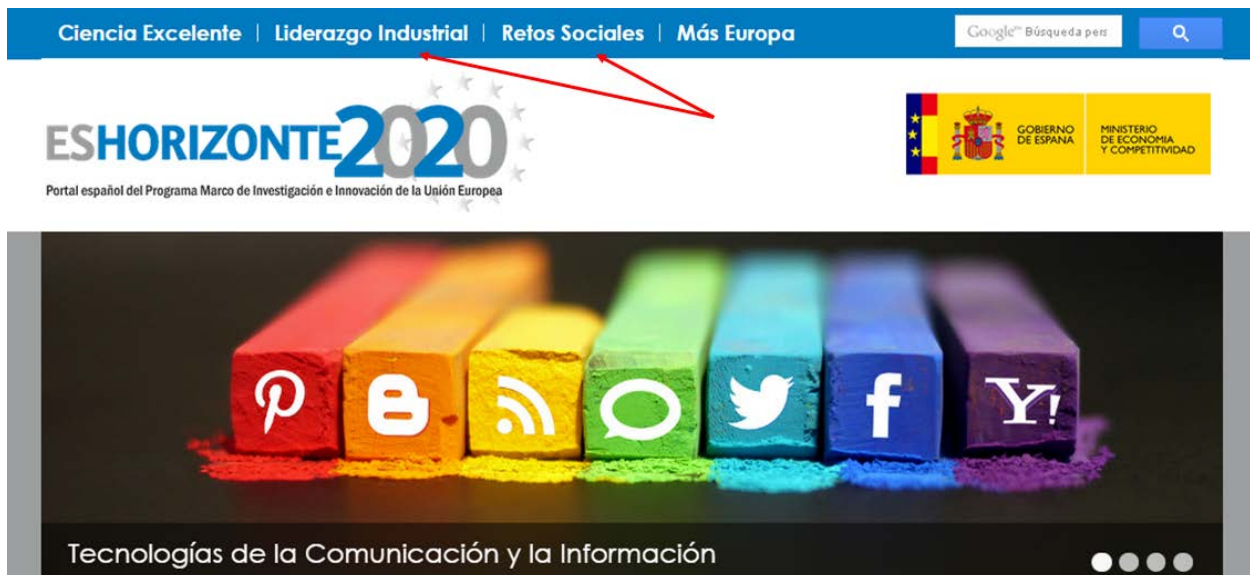 Ciencia Excelente | Liderazgo Industrial | Retos Sociales | Más Europa
Google™ Búsqueda pers
ESHORIZONTE2020
Portal español del Programa Marco de Investigación e Innovación de la Unión Europea
GOBIERNO
DE ESPAÑA
MINISTERIO
DE ECONOMIA
Y COMPETITIVIDAD
f
Y!
Tecnologías de la Comunicación y la Información